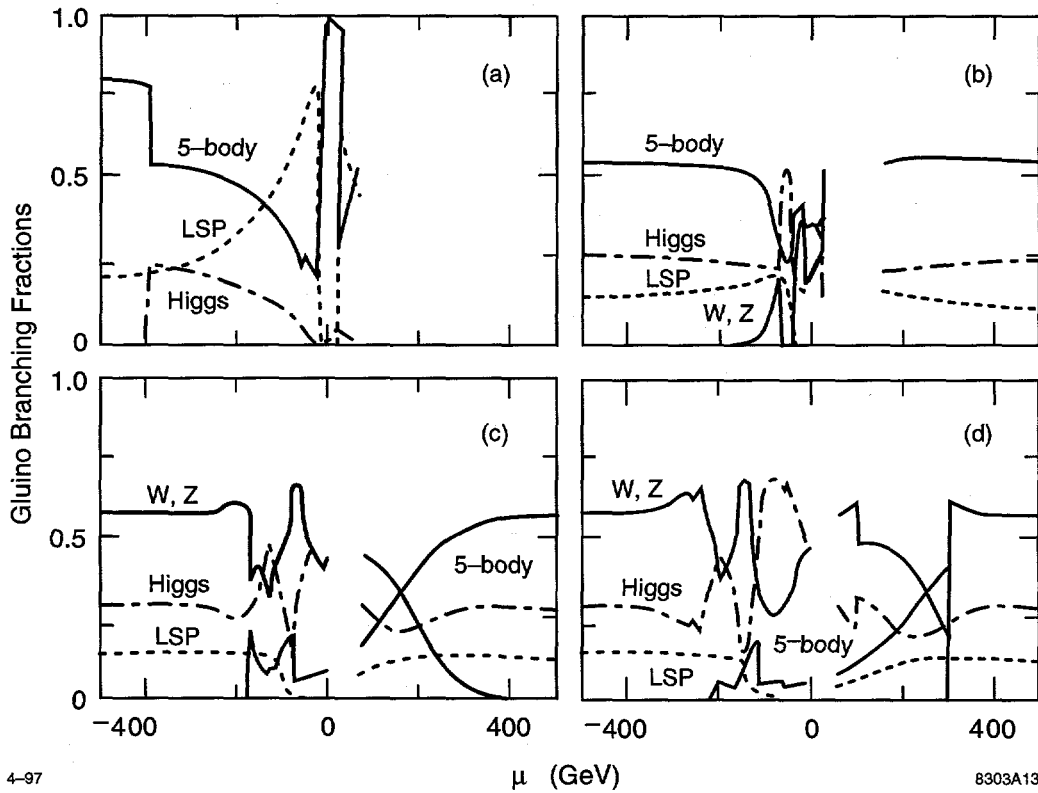 Gluino Branching Fractions
1.0
0.5
0
(a)
5–body
LSP
Higgs
(b)
5–body
Higgs
LSP
W, Z
1.0
0.5
0
(c)
W, Z
Higgs
LSP
5–body
(d)
W, Z
Higgs
LSP
5–body
−400 0 400 −400 0 400
μ (GeV)
4–97
8303A13